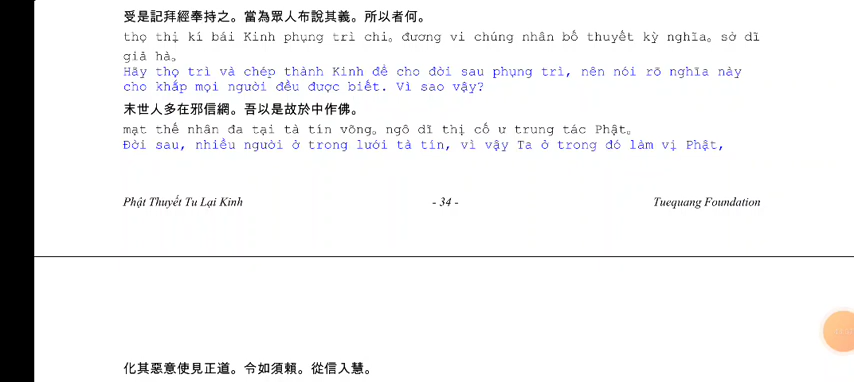 受是記拜經奉持之。當為眾人布說其義。所以者何。
thọ thị kí bái Kinh phụng trì chi。đương vi chúng nhân bố thuyết kỳ nghĩa。sở dĩ
giả hà。
Hãy thọ trì và chép thành Kinh để cho đời sau phụng trì, nên nói rõ nghĩa này
cho khắp mọi người đều được biết. Vì sao vậy?
末世人多在邪信網。吾以是故於中作佛。
mạt thế nhân đa tại tà tín võng。ngô dĩ thị cố ư trung tác Phật。
Đời sau, nhiều người ở trong lưới tà tín, vì vậy Ta ở trong đó làm vị Phật,
Phật Thuyết Tu Lại Kinh - 34 - Tuequang Foundation
化其惡意使見正道。令如須賴。從信入慧。